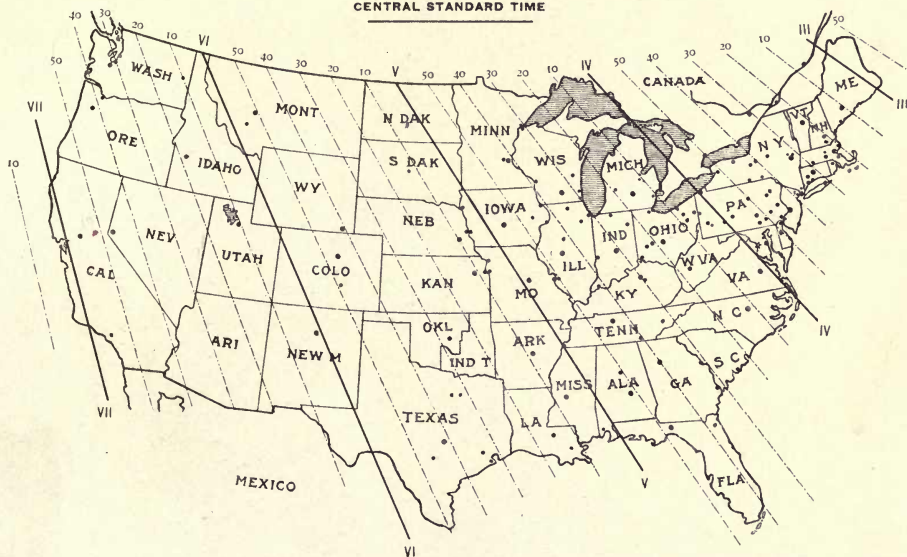 CENTRAL STANDARD TIME
40 30 20 10 VI 50 40 30 20 10 V 50 40 30 20 10 IV 50 40 30 20 10 III 50
50
VII
10
III
WASH
ORE
IDAHO
MONT
N DAK
S DAK
MINN
WIS
MICH
CANADA
ME
VT
NH
N Y
WY
NEB
IOWA
NEV
UTAH
CAL
COLO
KAN
MO
ILL
IND
OHIO
PA
W VA
VA
KY
N C
TENN
ARI
NEW M
OKL
IND T
ARK
S C
MISS
ALA
GA
TEXAS
LA
FLA
MEXICO
VII
VI
V
IV